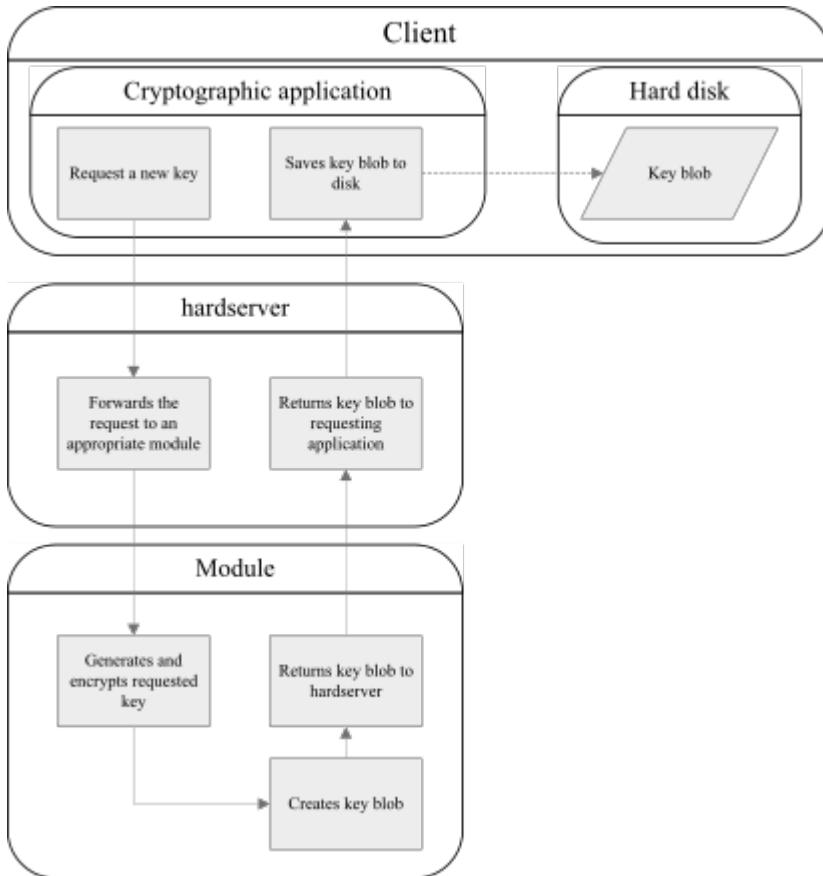 Client
Cryptographic application
Hard disk
Request a new key
Saves key blob to
disk
Key blob
hardserver
Forwards the
request to an
appropriate module
Returns key blob to
requesting
application
Module
Generates and
encrypts requested
key
Returns key blob to
hardserver
Creates key blob